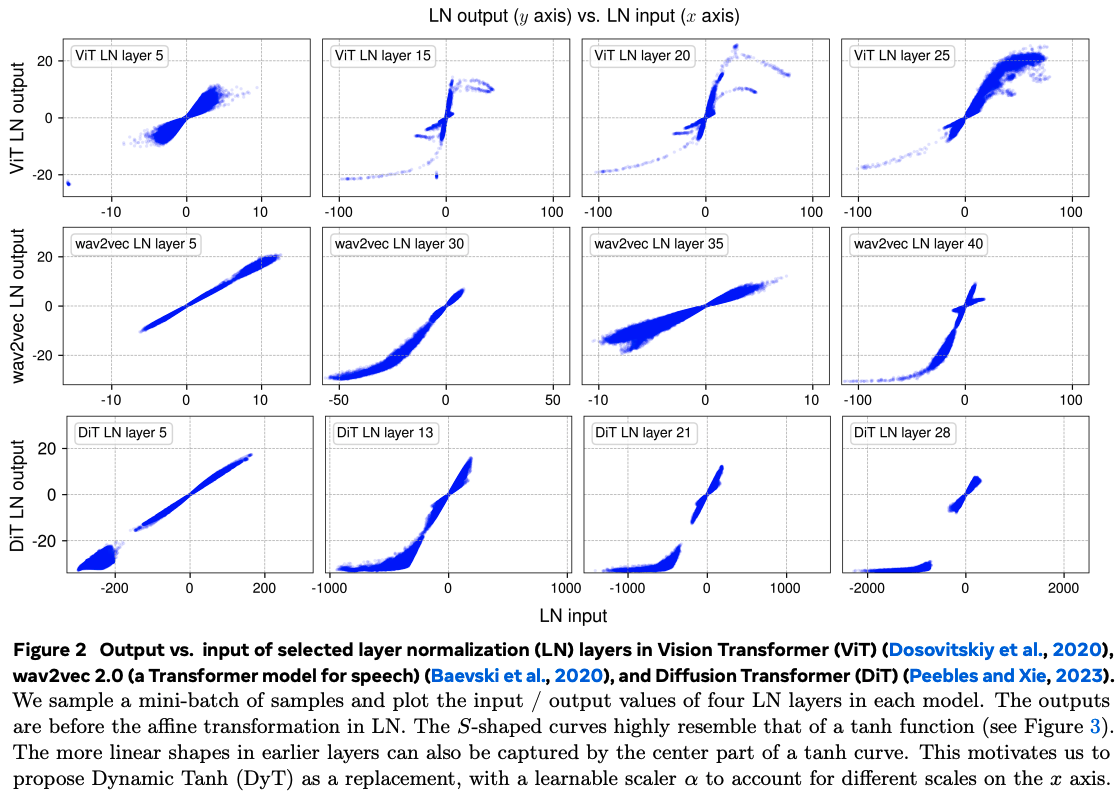 LN output (y axis) vs. LN input (x axis)
ViT LN output
20
0
-20
ViT LN layer 5
-10 0 10
ViT LN layer 15
-100 0 100
ViT LN layer 20
-100 0 100
ViT LN layer 25
-100 0 100
wav2vec LN output
20
0
-20
wav2vec LN layer 5
-10 0 10
wav2vec LN layer 30
-50 0 50
wav2vec LN layer 35
-10 0 10
wav2vec LN layer 40
-100 0 100
DiT LN output
20
0
-20
DiT LN layer 5
-200 0 200
DiT LN layer 13
-1000 0 1000
DiT LN layer 21
-1000 0 1000
DiT LN layer 28
-2000 0 2000
LN input
Figure 2 Output vs. input of selected layer normalization (LN) layers in Vision Transformer (ViT) (Dosovitskiy et al., 2020),
wav2vec 2.0 (a Transformer model for speech) (Baevski et al., 2020), and Diffusion Transformer (DiT) (Peebles and Xie, 2023).
We sample a mini-batch of samples and plot the input / output values of four LN layers in each model. The outputs
are before the affine transformation in LN. The S-shaped curves highly resemble that of a tanh function (see Figure 3).
The more linear shapes in earlier layers can also be captured by the center part of a tanh curve. This motivates us to
propose Dynamic Tanh (DyT) as a replacement, with a learnable scaler α to account for different scales on the x axis.